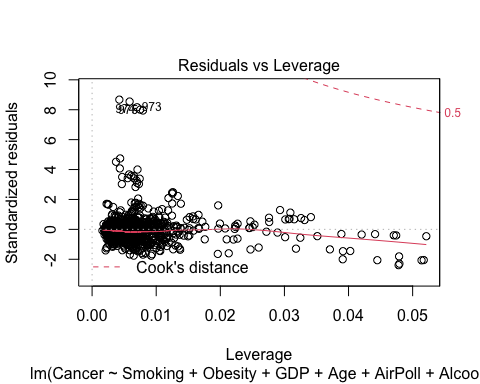 Residuals vs Leverage
Standardized residuals
10
8
6
4
2
0
-2
973
0.5
Cook's distance
0.00 0.01 0.02 0.03 0.04 0.05
Leverage
lm(Cancer ~ Smoking + Obesity + GDP + Age + AirPoll + Alcoo